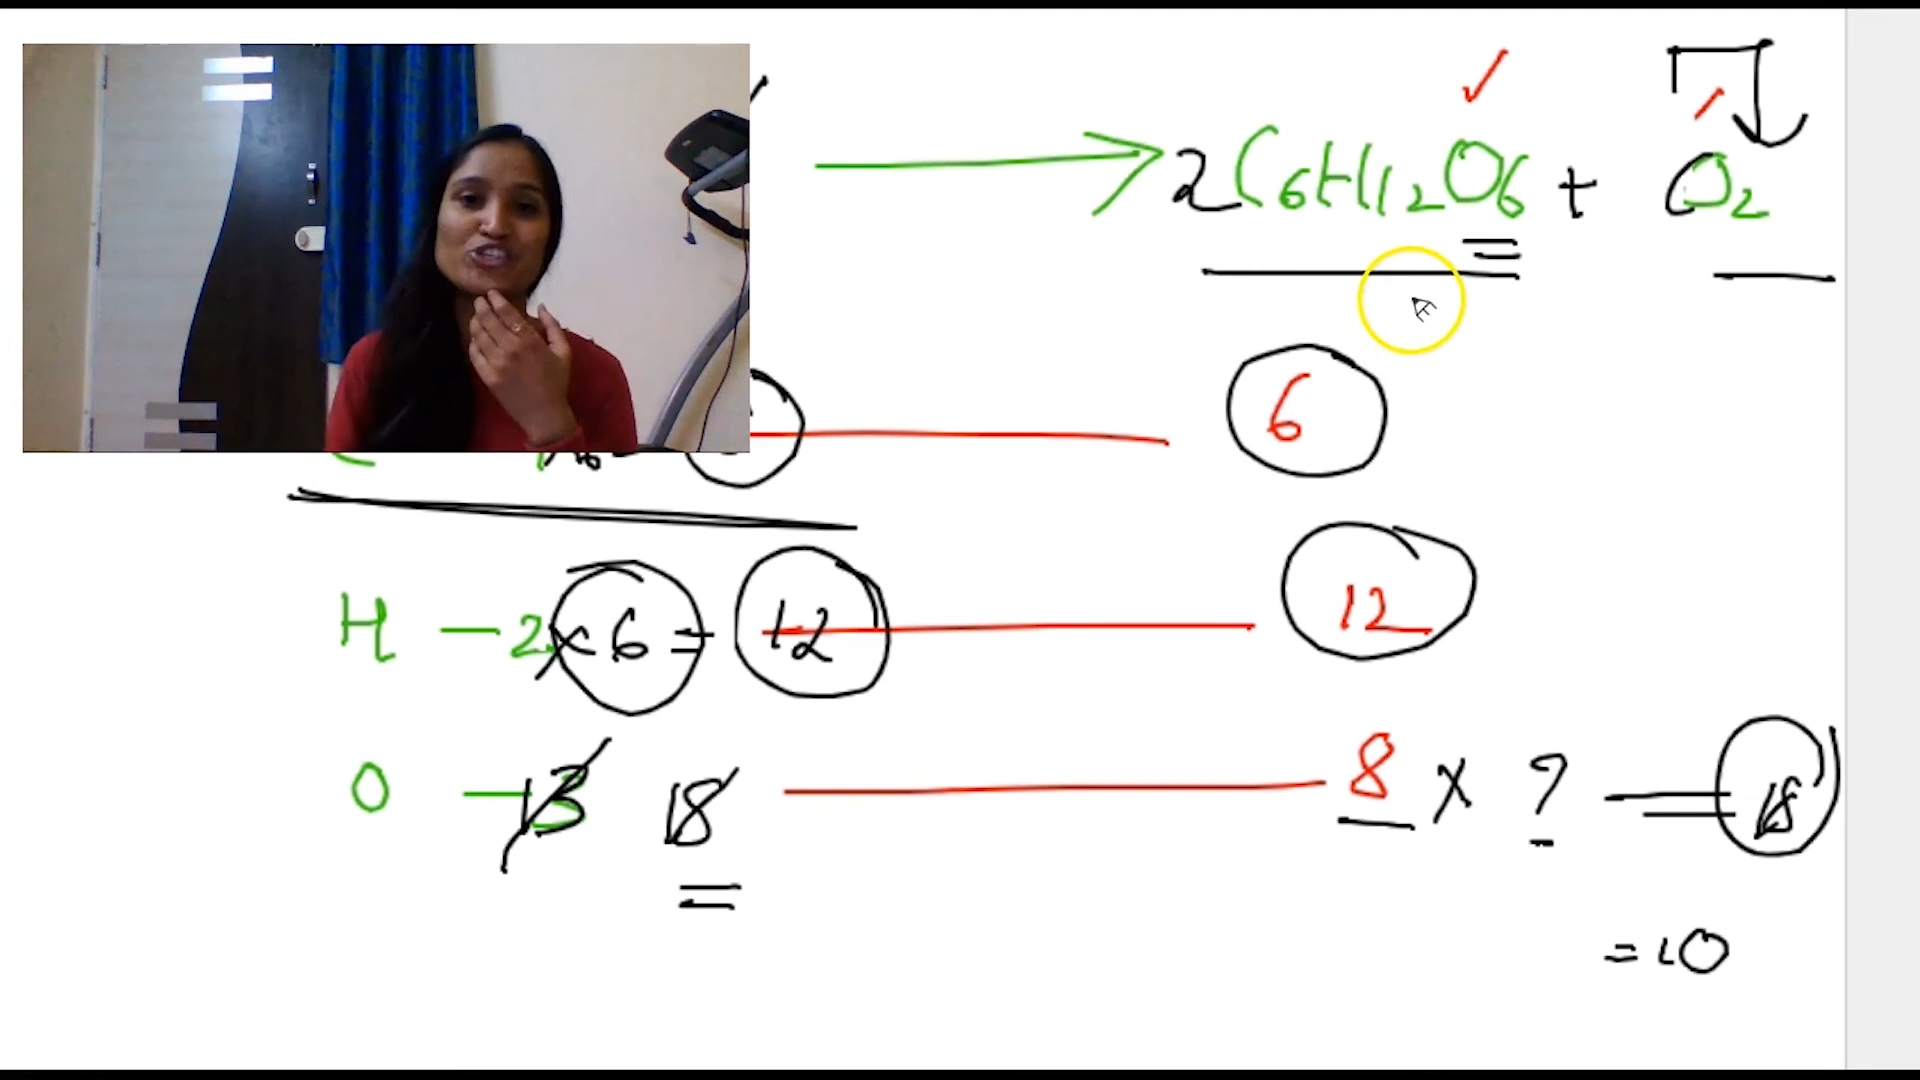 2C6H12O6 + O2
6
H - 2 × 6 = 12 12
O - 13 18 8 × ? = 18
= 10